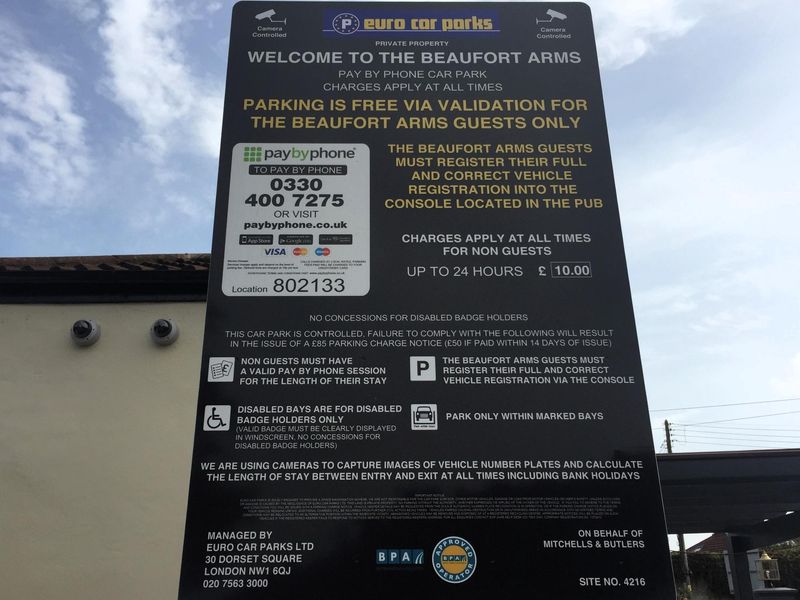 Camera
Controlled
P euro car parks
Camera
Controlled
PRIVATE PROPERTY
WELCOME TO THE BEAUFORT ARMS
PAY BY PHONE CAR PARK
CHARGES APPLY AT ALL TIMES
PARKING IS FREE VIA VALIDATION FOR
THE BEAUFORT ARMS GUESTS ONLY
paybyphone
TO PAY BY PHONE
0330
400 7275
OR VISIT
paybyphone.co.uk
App Store
VISA
Location 802133
THE BEAUFORT ARMS GUESTS
MUST REGISTER THEIR FULL
AND CORRECT VEHICLE
REGISTRATION INTO THE
CONSOLE LOCATED IN THE PUB
CHARGES APPLY AT ALL TIMES
FOR NON GUESTS
UP TO 24 HOURS £ 10.00
NO CONCESSIONS FOR DISABLED BADGE HOLDERS
THIS CAR PARK IS CONTROLLED, FAILURE TO COMPLY WITH THE FOLLOWING WILL RESULT
IN THE ISSUE OF A £85 PARKING CHARGE NOTICE (£50 IF PAID WITHIN 14 DAYS OF ISSUE)
NON GUESTS MUST HAVE
A VALID PAY BY PHONE SESSION
FOR THE LENGTH OF THEIR STAY
P
THE BEAUFORT ARMS GUESTS MUST
REGISTER THEIR FULL AND CORRECT
VEHICLE REGISTRATION VIA THE CONSOLE
DISABLED BAYS ARE FOR DISABLED
BADGE HOLDERS ONLY
(VALID BADGE MUST BE CLEARLY DISPLAYED
IN WINDSCREEN. NO CONCESSIONS FOR
DISABLED BADGE HOLDERS)
PARK ONLY WITHIN MARKED BAYS
WE ARE USING CAMERAS TO CAPTURE IMAGES OF VEHICLE NUMBER PLATES AND CALCULATE
THE LENGTH OF STAY BETWEEN ENTRY AND EXIT AT ALL TIMES INCLUDING BANK HOLIDAYS
IMPORTANT NOTICE
MANAGED BY
EURO CAR PARKS LTD
30 DORSET SQUARE
LONDON NW1 6QJ
020 7563 3000
BPA
APPROVED
BPA
OPERATOR
ON BEHALF OF
MITCHELLS & BUTLERS
SITE NO. 4216